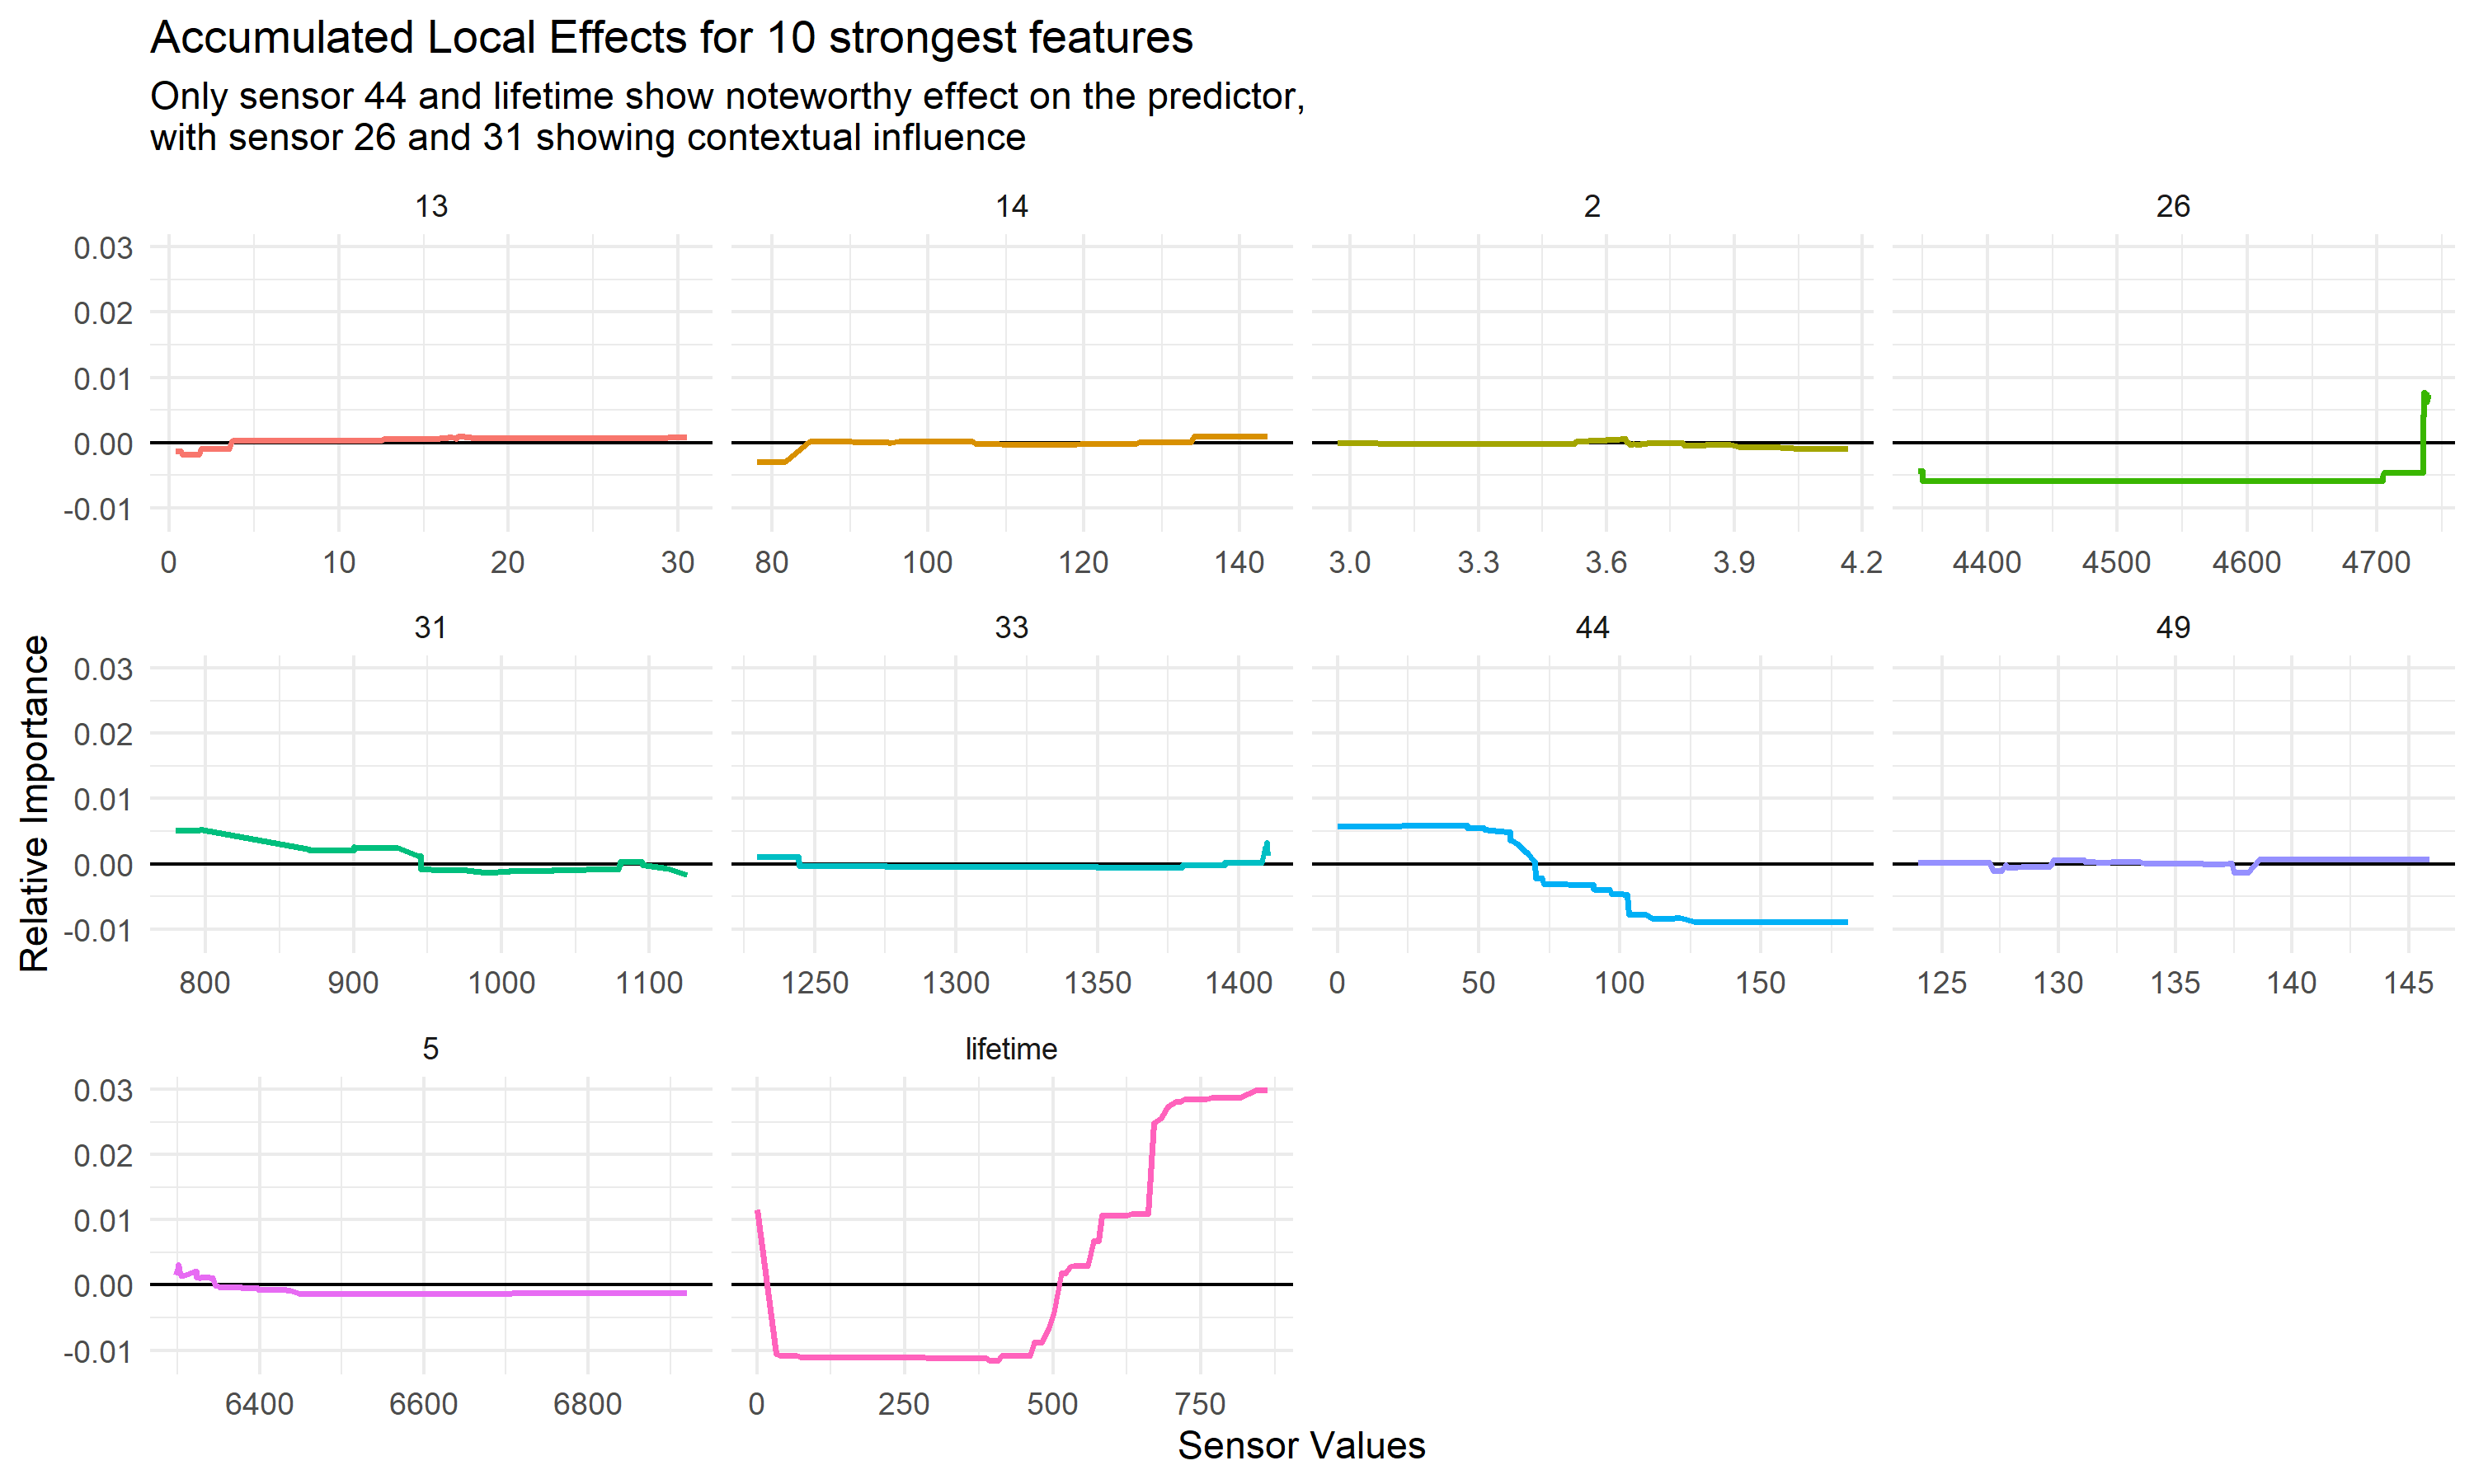 Accumulated Local Effects for 10 strongest features
Only sensor 44 and lifetime show noteworthy effect on the predictor,
with sensor 26 and 31 showing contextual influence
13
14
2
26
0.03
0.02
0.01
0.00
-0.01
0 10 20 30
80 100 120 140
3.0 3.3 3.6 3.9 4.2
4400 4500 4600 4700
31
33
44
49
Relative Importance
0.03
0.02
0.01
0.00
-0.01
800 900 1000 1100
1250 1300 1350 1400
0 50 100 150
125 130 135 140 145
5
lifetime
0.03
0.02
0.01
0.00
-0.01
6400 6600 6800
0 250 500 750
Sensor Values